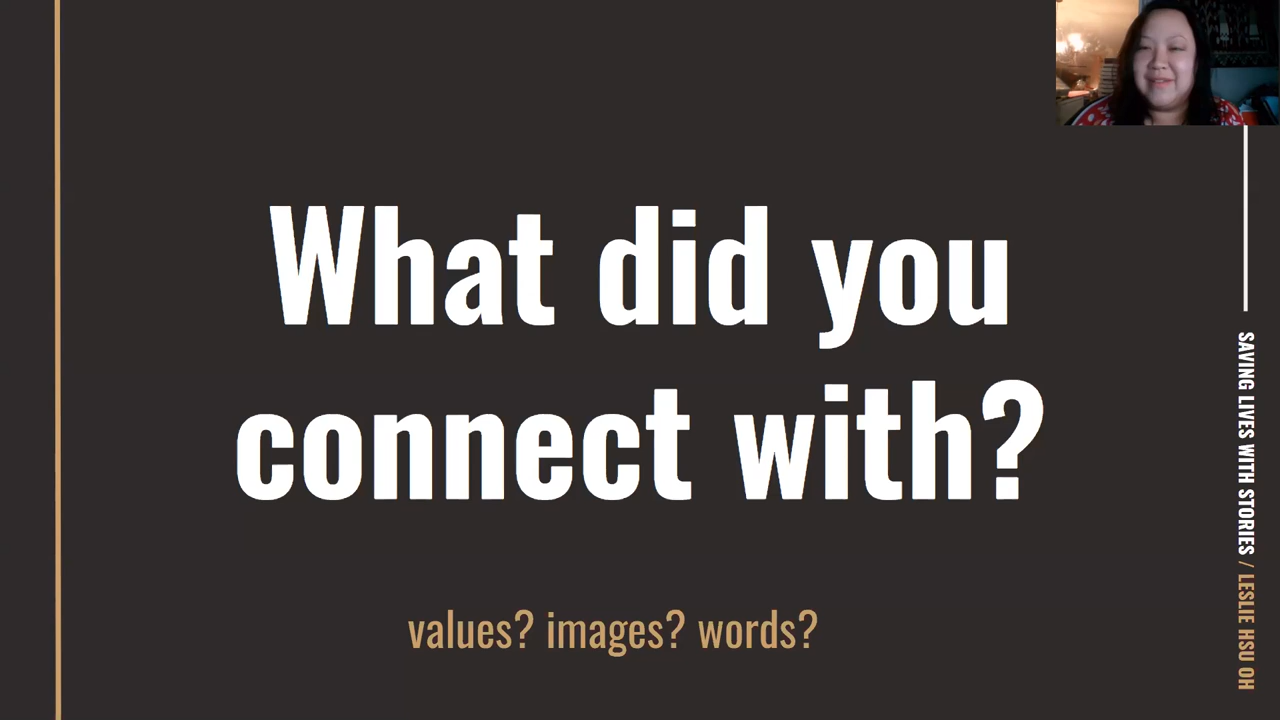 What did you
connect with?
values? images? words?
SAVING LIVES WITH STORIES / LESLIE HSU OH